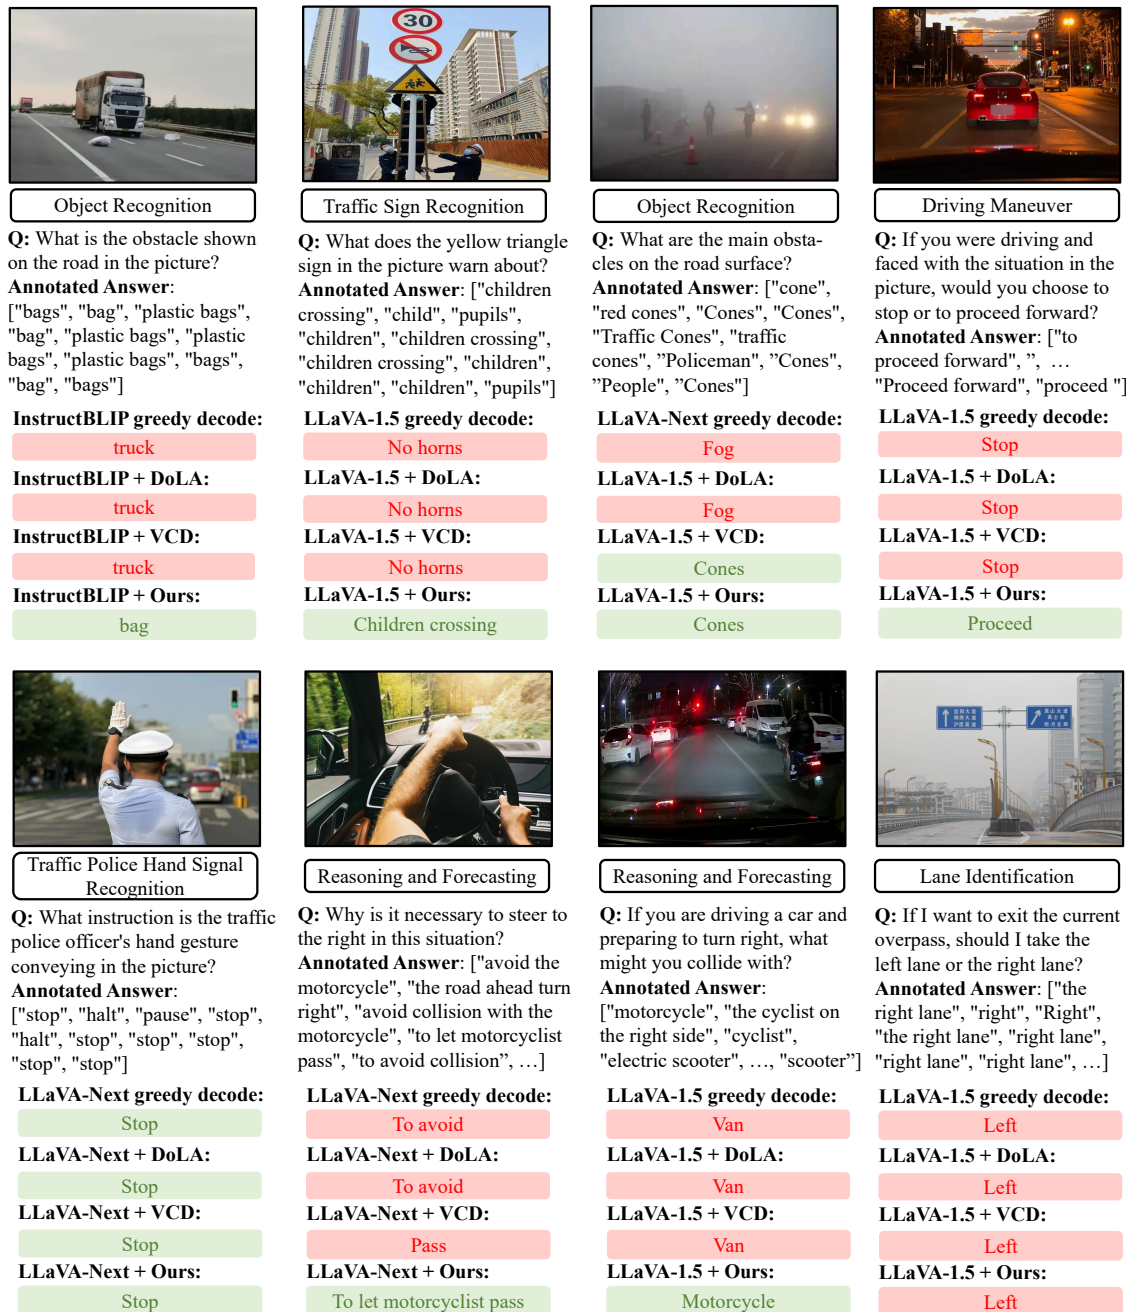 30
Object Recognition
Q: What is the obstacle shown
on the road in the picture?
Annotated Answer:
["bags", "bag", "plastic bags",
"bag", "plastic bags", "plastic
bags", "plastic bags", "bags",
"bag", "bags"]
InstructBLIP greedy decode:
truck
InstructBLIP + DoLA:
truck
InstructBLIP + VCD:
truck
InstructBLIP + Ours:
bag
Traffic Sign Recognition
Q: What does the yellow triangle
sign in the picture warn about?
Annotated Answer: ["children
crossing", "child", "pupils",
"children", "children crossing",
"children crossing", "children",
"children", "children", "pupils"]
LLaVA-1.5 greedy decode:
No horns
LLaVA-1.5 + DoLA:
No horns
LLaVA-1.5 + VCD:
No horns
LLaVA-1.5 + Ours:
Children crossing
Object Recognition
Q: What are the main obsta-
cles on the road surface?
Annotated Answer: ["cone",
"red cones", "Cones", "Cones",
"Traffic Cones", "traffic
cones", ”Policeman", ”Cones",
”People", ”Cones"]
LLaVA-Next greedy decode:
Fog
LLaVA-1.5 + DoLA:
Fog
LLaVA-1.5 + VCD:
Cones
LLaVA-1.5 + Ours:
Cones
Driving Maneuver
Q: If you were driving and
faced with the situation in the
picture, would you choose to
stop or to proceed forward?
Annotated Answer: ["to
proceed forward", ”, …
"Proceed forward", "proceed "]
LLaVA-1.5 greedy decode:
Stop
LLaVA-1.5 + DoLA:
Stop
LLaVA-1.5 + VCD:
Stop
LLaVA-1.5 + Ours:
Proceed
Traffic Police Hand Signal
Recognition
Q: What instruction is the traffic
police officer's hand gesture
conveying in the picture?
Annotated Answer:
["stop", "halt", "pause", "stop",
"halt", "stop", "stop", "stop",
"stop", "stop"]
LLaVA-Next greedy decode:
Stop
LLaVA-Next + DoLA:
Stop
LLaVA-Next + VCD:
Stop
LLaVA-Next + Ours:
Stop
Reasoning and Forecasting
Q: Why is it necessary to steer to
the right in this situation?
Annotated Answer: ["avoid the
motorcycle", "the road ahead turn
right", "avoid collision with the
motorcycle", "to let motorcyclist
pass", "to avoid collision”, …]
LLaVA-Next greedy decode:
To avoid
LLaVA-Next + DoLA:
To avoid
LLaVA-Next + VCD:
Pass
LLaVA-Next + Ours:
To let motorcyclist pass
Reasoning and Forecasting
Q: If you are driving a car and
preparing to turn right, what
might you collide with?
Annotated Answer:
["motorcycle", "the cyclist on
the right side", "cyclist",
"electric scooter", …, "scooter”]
LLaVA-1.5 greedy decode:
Van
LLaVA-1.5 + DoLA:
Van
LLaVA-1.5 + VCD:
Van
LLaVA-1.5 + Ours:
Motorcycle
Lane Identification
Q: If I want to exit the current
overpass, should I take the
left lane or the right lane?
Annotated Answer: ["the
right lane", "right", "Right",
"the right lane", "right lane",
"right lane", "right lane", …]
LLaVA-1.5 greedy decode:
Left
LLaVA-1.5 + DoLA:
Left
LLaVA-1.5 + VCD:
Left
LLaVA-1.5 + Ours:
Left